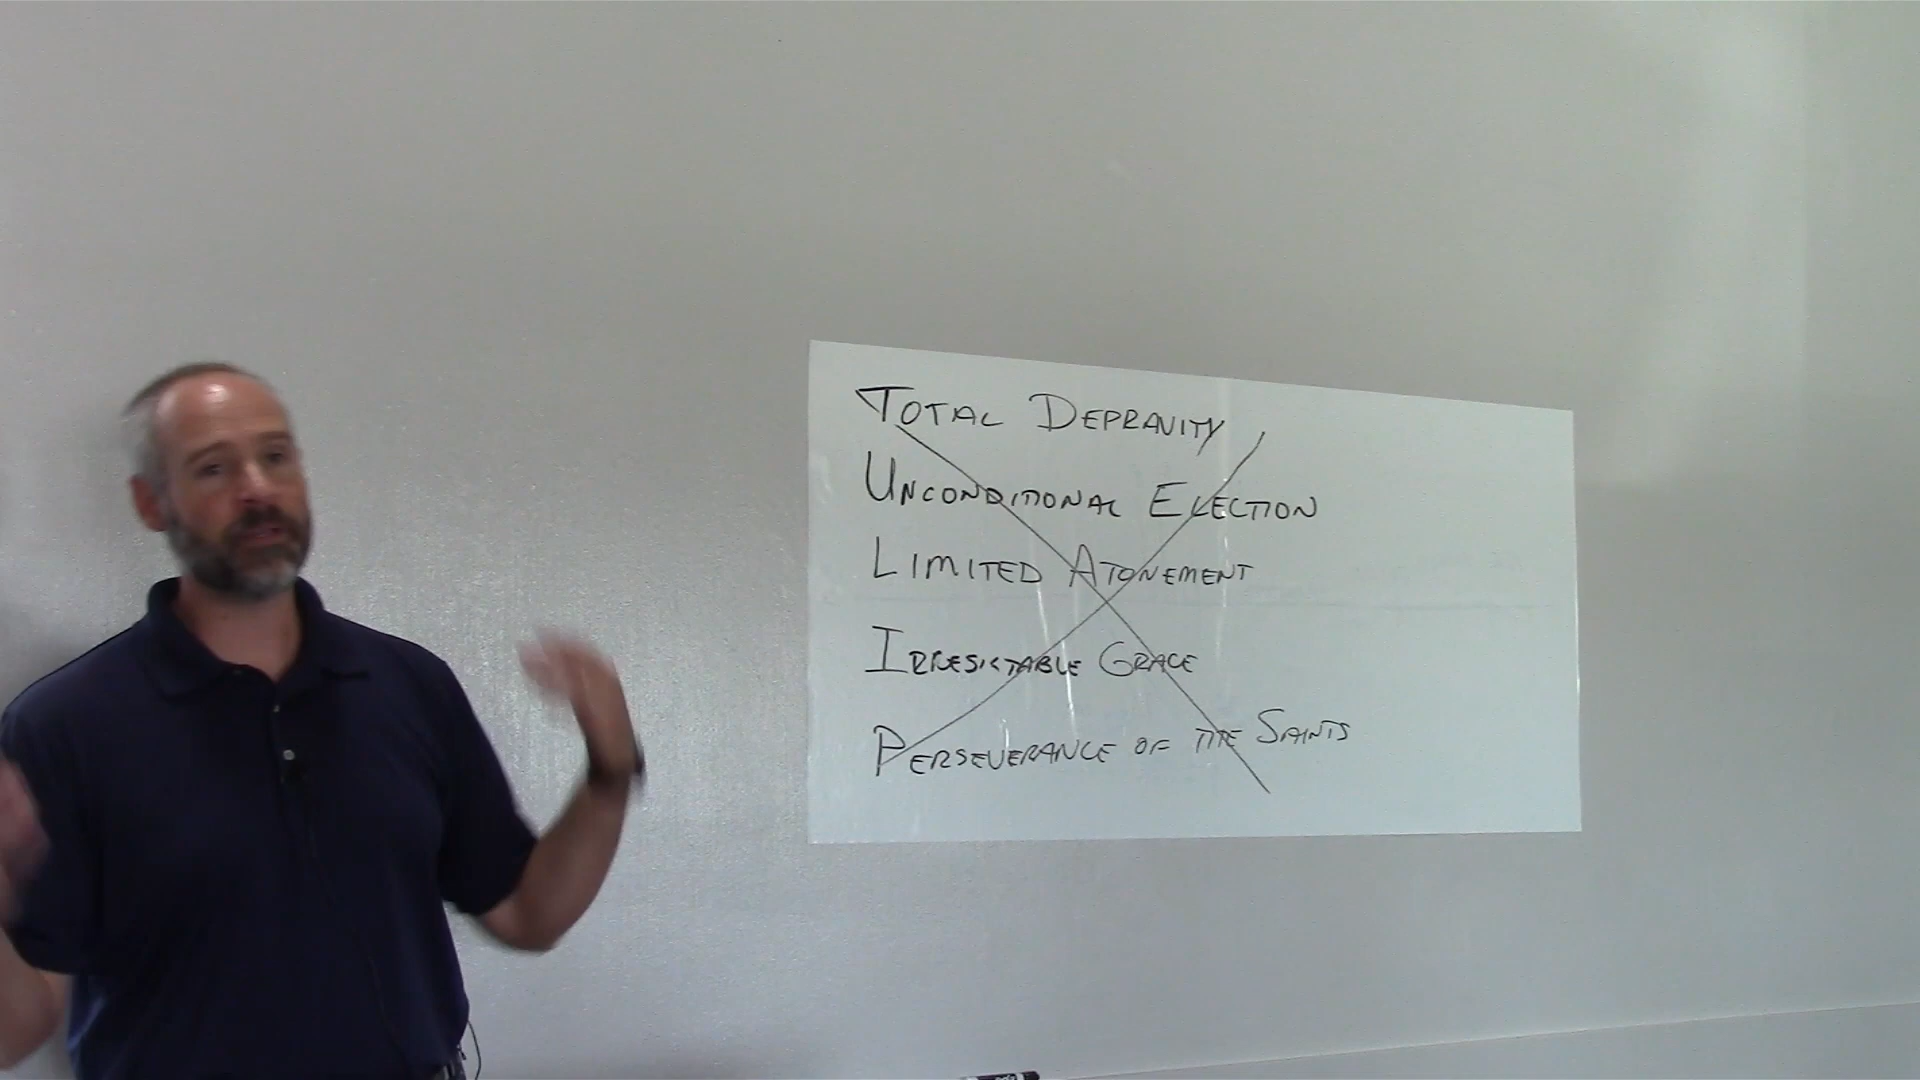 TOTAL DEPRAVITY
UNCONDITIONAL ELECTION
LIMITED ATONEMENT
IRRESISTABLE GRACE
PERSEVERANCE OF THE SAINTS